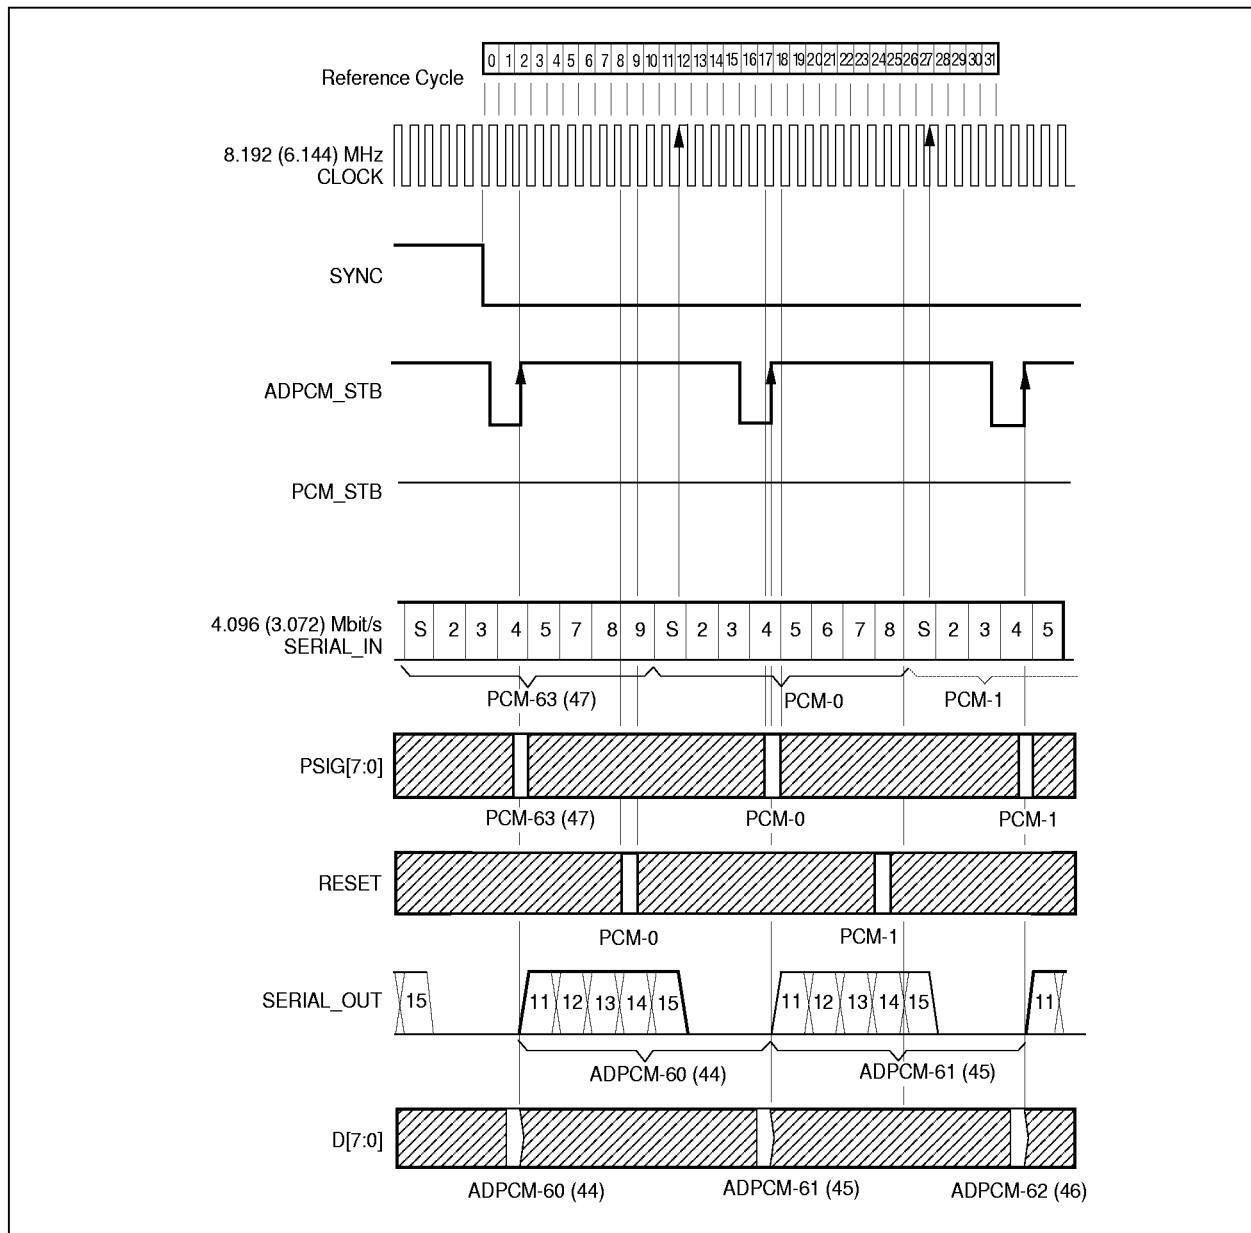 0 1 2 3 4 5 6 7 8 9 10 11 12 13 14 15 16 17 18 19 20 21 22 23 24 25 26 27 28 29 30 31
Reference Cycle
8.192 (6.144) MHz
CLOCK
SYNC
ADPCM_STB
PCM_STB
4.096 (3.072) Mbit/s
SERIAL_IN
S 2 3 4 5 7 8 9 S 2 3 4 5 6 7 8 S 2 3 4 5
PCM-63 (47) PCM-0 PCM-1
PSIG[7:0]
PCM-63 (47) PCM-0 PCM-1
RESET
PCM-0 PCM-1
SERIAL_OUT 15 11 12 13 14 15 11 12 13 14 15 11
ADPCM-60 (44) ADPCM-61 (45)
D[7:0]
ADPCM-60 (44) ADPCM-61 (45) ADPCM-62 (46)